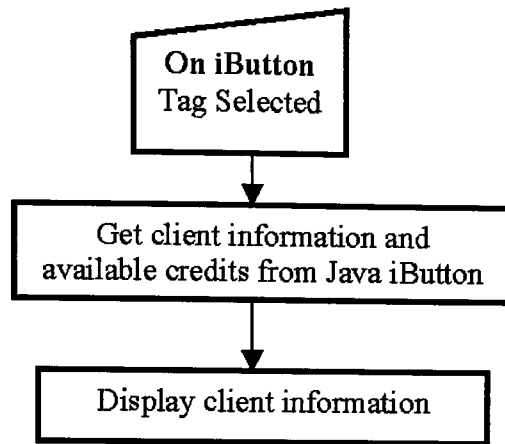 On iButton
Tag Selected
Get client information and
available credits from Java iButton
Display client information